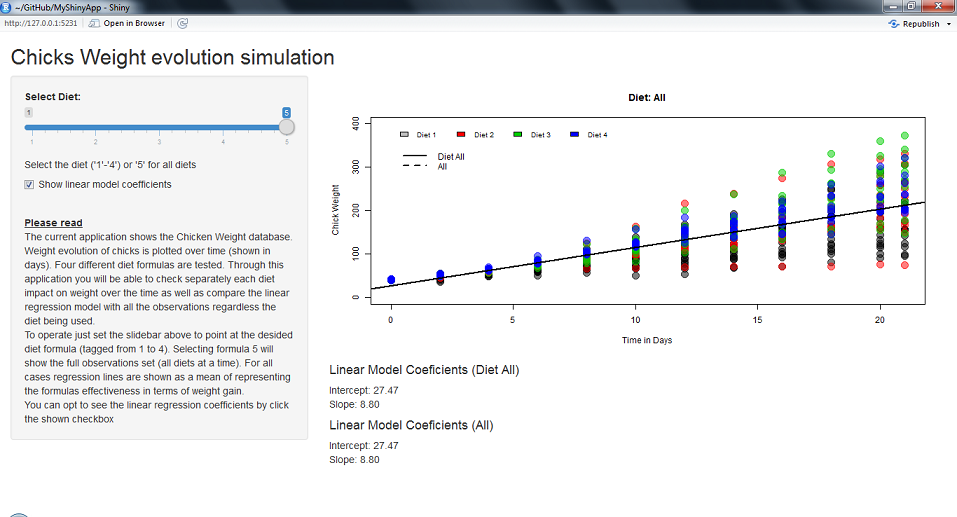 ~/GitHub/MyShinyApp - Shiny
http://127.0.0.1:5231 Open in Browser Republish
Chicks Weight evolution simulation
Select Diet:
1 5
1 2 3 4 5
Select the diet ('1'-'4') or '5' for all diets
Show linear model coefficients
Please read
The current application shows the Chicken Weight database.
Weight evolution of chicks is plotted over time (shown in
days). Four different diet formulas are tested. Through this
application you will be able to check separately each diet
impact on weight over the time as well as compare the linear
regression model with all the observations regardless the
diet being used.
To operate just set the slidebar above to point at the desided
diet formula (tagged from 1 to 4). Selecting formula 5 will
show the full observations set (all diets at a time). For all
cases regression lines are shown as a mean of representing
the formulas effectiveness in terms of weight gain.
You can opt to see the linear regression coefficients by click
the shown checkbox
Diet: All
Diet 1 Diet 2 Diet 3 Diet 4
Diet All
All
Chick Weight
400
300
200
100
0
0 5 10 15 20
Time in Days
Linear Model Coeficients (Diet All)
Intercept: 27.47
Slope: 8.80
Linear Model Coeficients (All)
Intercept: 27.47
Slope: 8.80